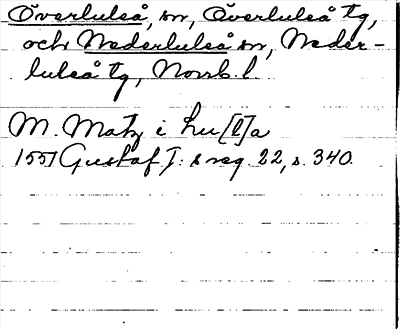 Överluleå, sn, Överluleå tg,
och Nederluleå sn, Neder-
luleå tg, Norrb. l.
M. Matz i Lu[l]a
1557 Gustaf I: s reg. 22, s. 340.